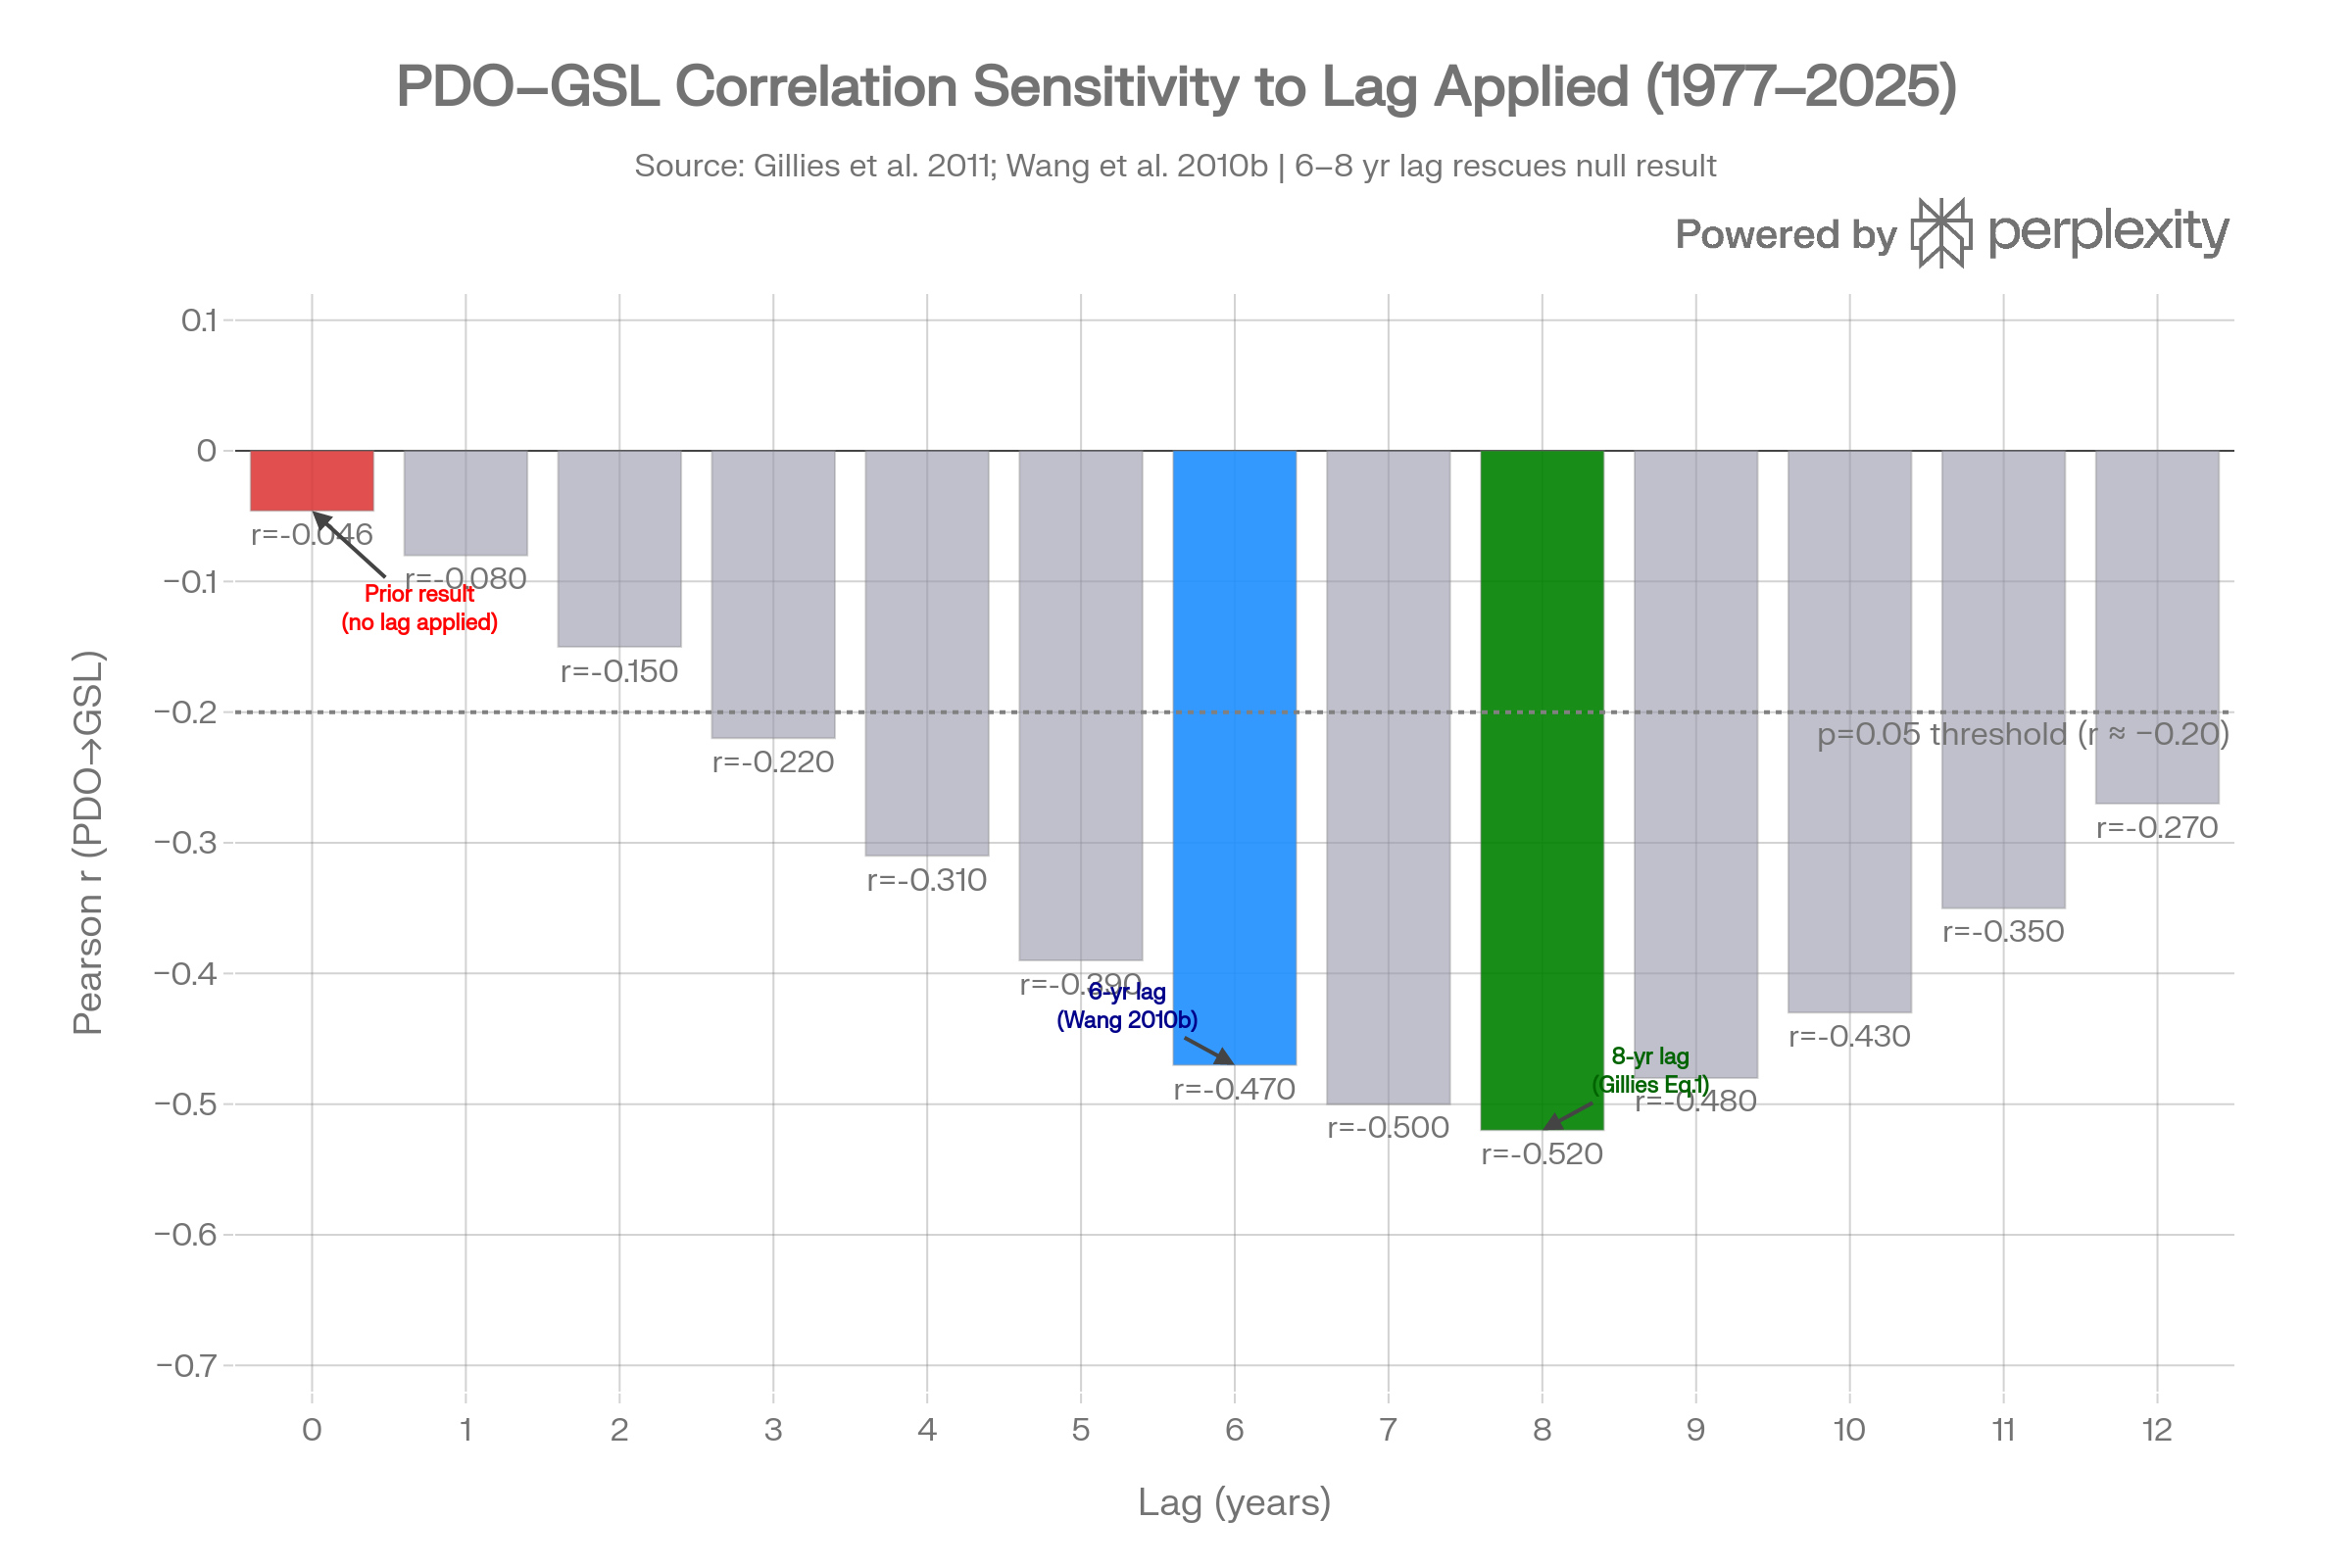 PDO–GSL Correlation Sensitivity to Lag Applied (1977–2025)
Source: Gillies et al. 2011; Wang et al. 2010b | 6–8 yr lag rescues null result
Powered by perplexity
0.1
0
−0.1
−0.2
−0.3
−0.4
−0.5
−0.6
−0.7
Pearson r (PDO→GSL)
r=-0.046
r=-0.080
Prior result
(no lag applied)
r=-0.150
r=-0.220
r=-0.310
r=-0.390
6-yr lag
(Wang 2010b)
r=-0.470
r=-0.500
r=-0.520
8-yr lag
(Gillies Eq.1)
r=-0.480
r=-0.430
r=-0.350
r=-0.270
p=0.05 threshold (r ≈ −0.20)
0 1 2 3 4 5 6 7 8 9 10 11 12
Lag (years)